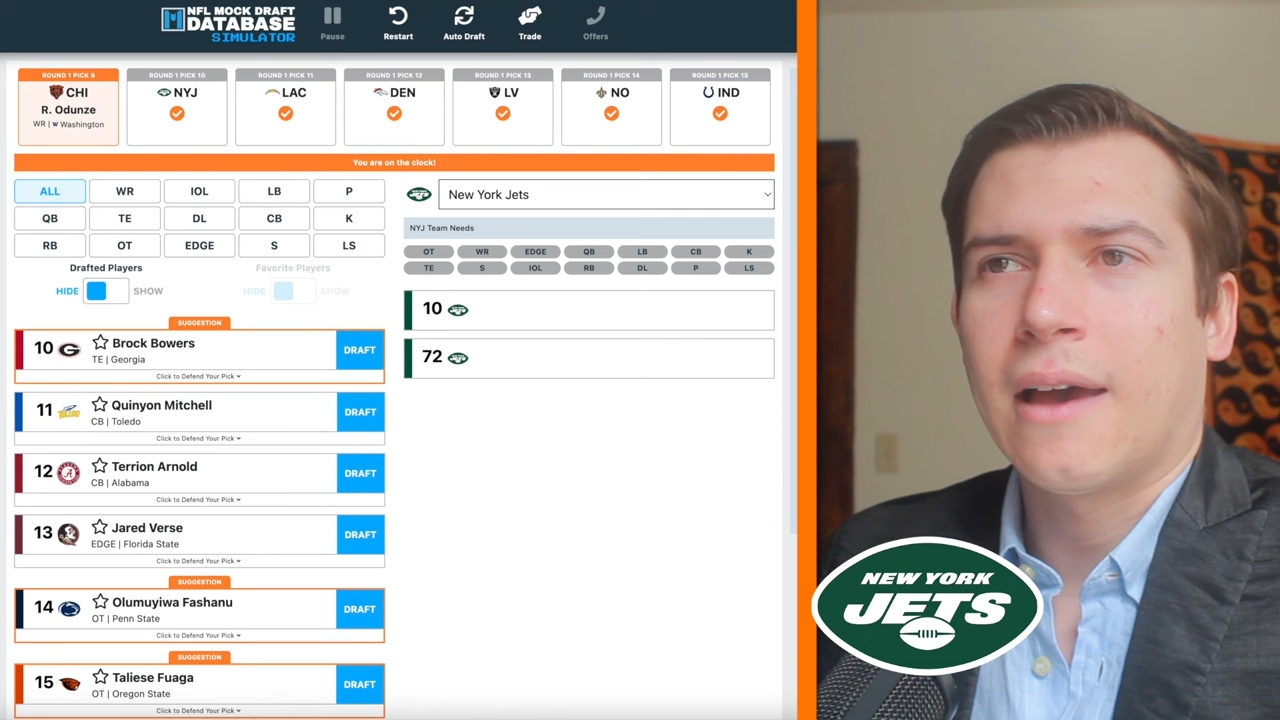 NFL MOCK DRAFT
DATABASE
SIMULATOR
Pause
Restart
Auto Draft
Trade
Offers
ROUND 1 PICK 9
CHI
R. Odunze
WR | W Washington
ROUND 1 PICK 10
NYJ
ROUND 1 PICK 11
LAC
ROUND 1 PICK 12
DEN
ROUND 1 PICK 13
LV
ROUND 1 PICK 14
NO
ROUND 1 PICK 15
IND
You are on the clock!
ALL
WR
IOL
LB
P
QB
TE
DL
CB
K
RB
OT
EDGE
S
LS
Drafted Players
HIDE
SHOW
Favorite Players
HIDE
SHOW
New York Jets
NYJ Team Needs
OT
WR
EDGE
QB
LB
CB
K
TE
S
IOL
RB
DL
P
LS
10
72
SUGGESTION
10 G Brock Bowers
TE | Georgia
DRAFT
Click to Defend Your Pick
11 Quinyon Mitchell
CB | Toledo
DRAFT
Click to Defend Your Pick
12 Terrion Arnold
CB | Alabama
DRAFT
Click to Defend Your Pick
13 Jared Verse
EDGE | Florida State
DRAFT
Click to Defend Your Pick
SUGGESTION
14 Olumuyiwa Fashanu
OT | Penn State
DRAFT
Click to Defend Your Pick
SUGGESTION
15 Taliese Fuaga
OT | Oregon State
DRAFT
Click to Defend Your Pick
NEW YORK
JETS